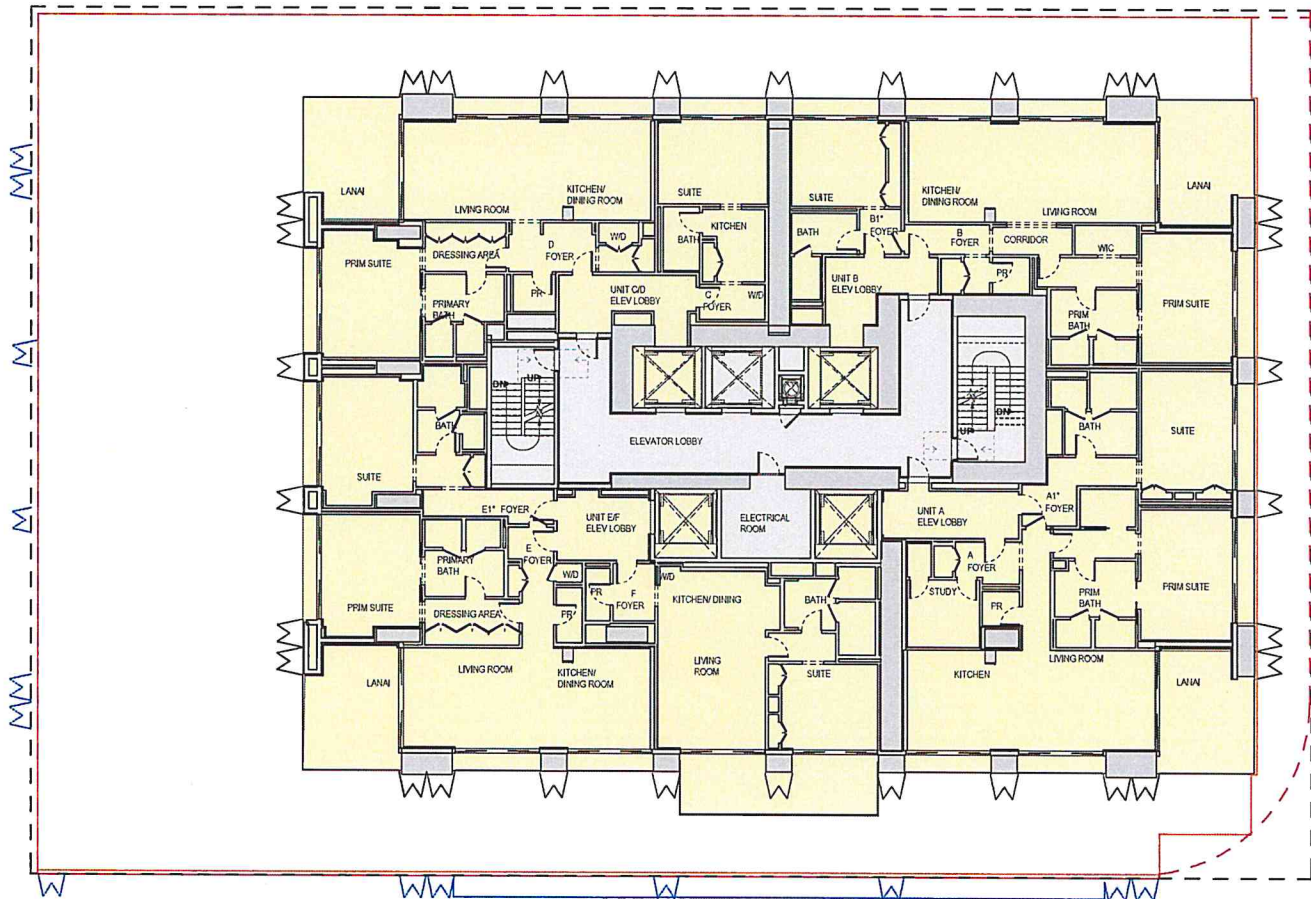 LANAI
LIVING ROOM
KITCHEN/
DINING ROOM
SUITE
SUITE
KITCHEN/
DINING ROOM
LIVING ROOM
LANAI
PRIM SUITE
DRESSING AREA
D
FOYER
W/D
BATH
KITCHEN
BATH
B1*
FOYER
B
FOYER
CORRIDOR
WIC
PRIM SUITE
PRIMARY
BATH
PR
UNIT C/D
ELEV LOBBY
C
FOYER
W/D
UNIT B
ELEV LOBBY
PR
PRIM
BATH
DN
UP
BATH
SUITE
ELEVATOR LOBBY
DN
UP
BATH
SUITE
E1* FOYER
UNIT E/F
ELEV LOBBY
ELECTRICAL
ROOM
UNIT A
ELEV LOBBY
A1*
FOYER
PRIMARY
BATH
E
FOYER
W/D
PR
F
FOYER
W/D
KITCHEN/ DINING
BATH
A
FOYER
STUDY
PR
PRIM
BATH
PRIM SUITE
PRIM SUITE
DRESSING AREA
PR
LIVING ROOM
KITCHEN/
DINING ROOM
LIVING
ROOM
SUITE
KITCHEN
LIVING ROOM
LANAI
LANAI